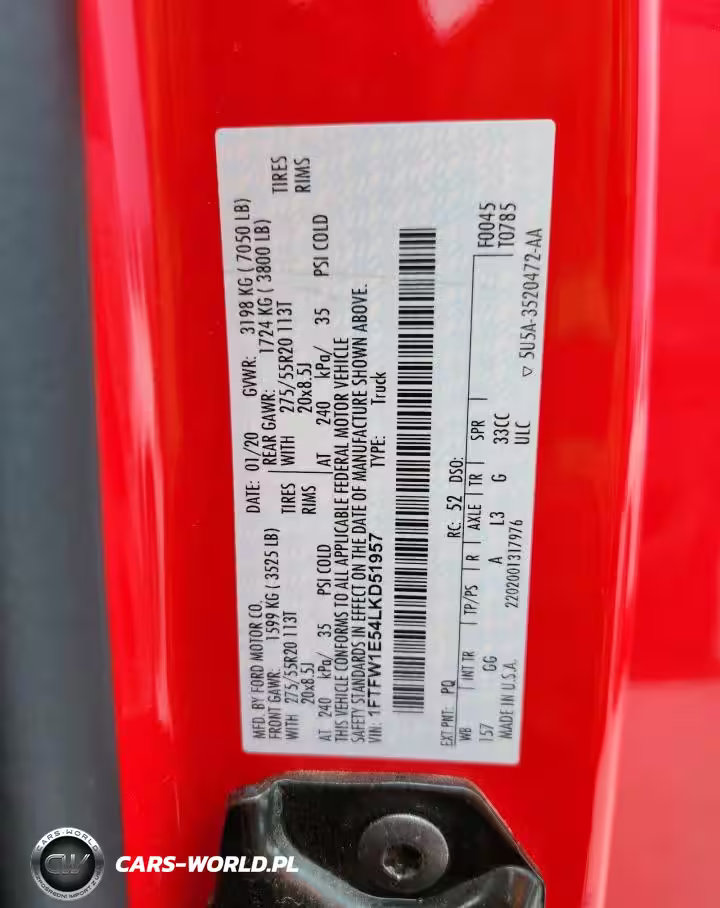 MFD. BY FORD MOTOR CO.
DATE: 01/20 GVWR: 3198 KG ( 7050 LB)
FRONT GAWR: 1599 KG ( 3525 LB)
REAR GAWR: 1724 KG ( 3800 LB)
WITH 275/55R20 113T TIRES
WITH 275/55R20 113T TIRES
20x8.5J RIMS
20x8.5J RIMS
AT 240 kPa/ 35 PSI COLD
AT 240 kPa/ 35 PSI COLD
THIS VEHICLE CONFORMS TO ALL APPLICABLE FEDERAL MOTOR VEHICLE
SAFETY STANDARDS IN EFFECT ON THE DATE OF MANUFACTURE SHOWN ABOVE.
VIN: 1FTFW1E54LKD51957 TYPE: Truck
EXT PNT: PQ RC: 52 DSO:
WB INT TR TP/PS R AXLE TR SPR
F0045
157 GG A L3 G 33CC
T0785
ULC
MADE IN U.S.A. 2202001317976
▽ 5U5A-3520472-AA
CARS-WORLD
CW
CARS-WORLD.PL